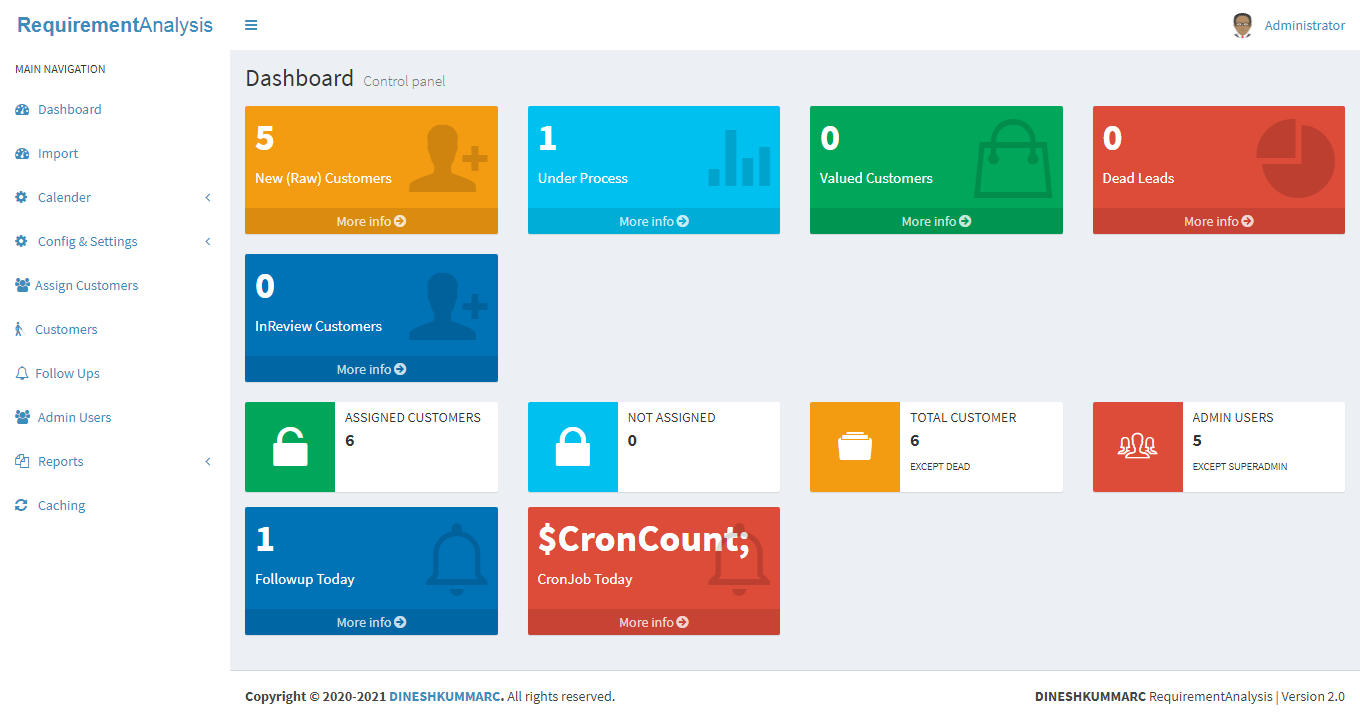 RequirementAnalysis
Administrator
MAIN NAVIGATION
Dashboard
Import
Calender
Config & Settings
Assign Customers
Customers
Follow Ups
Admin Users
Reports
Caching
Dashboard Control panel
5
New (Raw) Customers
More info
1
Under Process
More info
0
Valued Customers
More info
0
Dead Leads
More info
0
InReview Customers
More info
ASSIGNED CUSTOMERS
6
NOT ASSIGNED
0
TOTAL CUSTOMER
6
EXCEPT DEAD
ADMIN USERS
5
EXCEPT SUPERADMIN
1
Followup Today
More info
$CronCount;
CronJob Today
More info
Copyright © 2020-2021 DINESHKUMMARC. All rights reserved.
DINESHKUMMARC RequirementAnalysis | Version 2.0